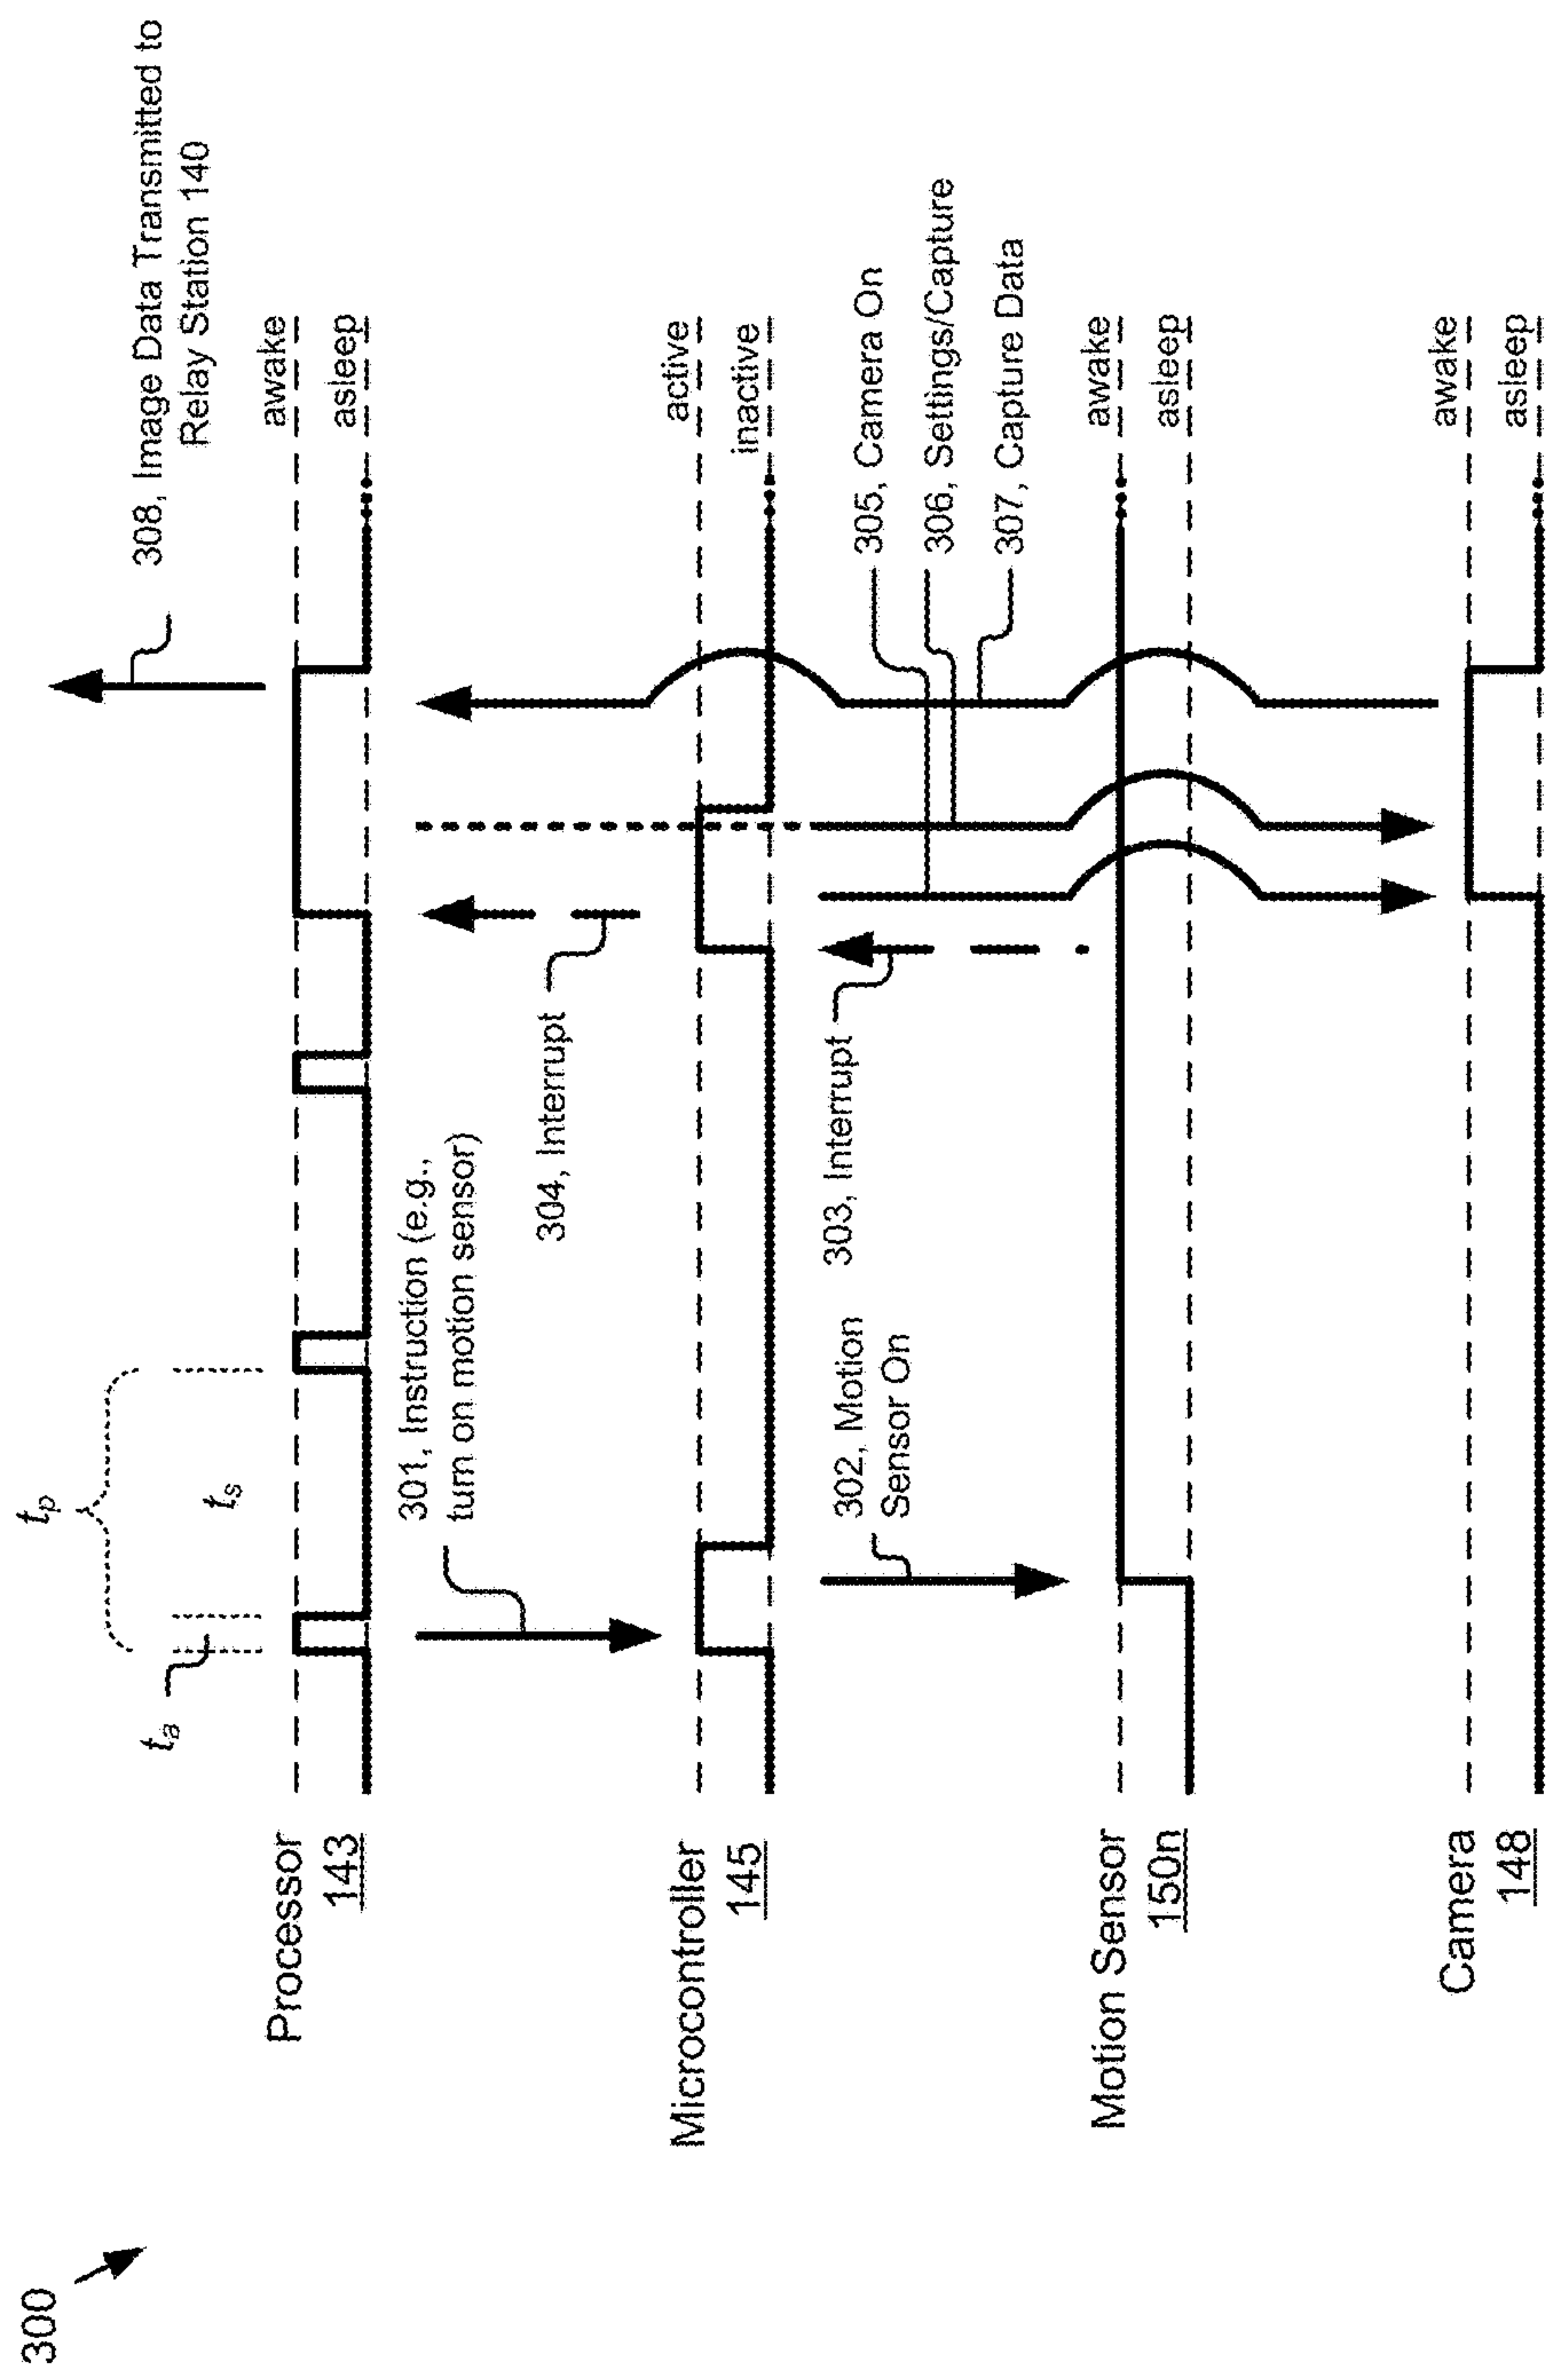 300
t_p
t_a
t_s
308, Image Data Transmitted to
Relay Station 140
Processor
143
awake
asleep
301, Instruction (e.g.,
turn on motion sensor)
304, Interrupt
Microcontroller
145
active
inactive
302, Motion
Sensor On
303, Interrupt
305, Camera On
306, Settings/Capture
307, Capture Data
Motion Sensor
150n
awake
asleep
Camera
148
awake
asleep